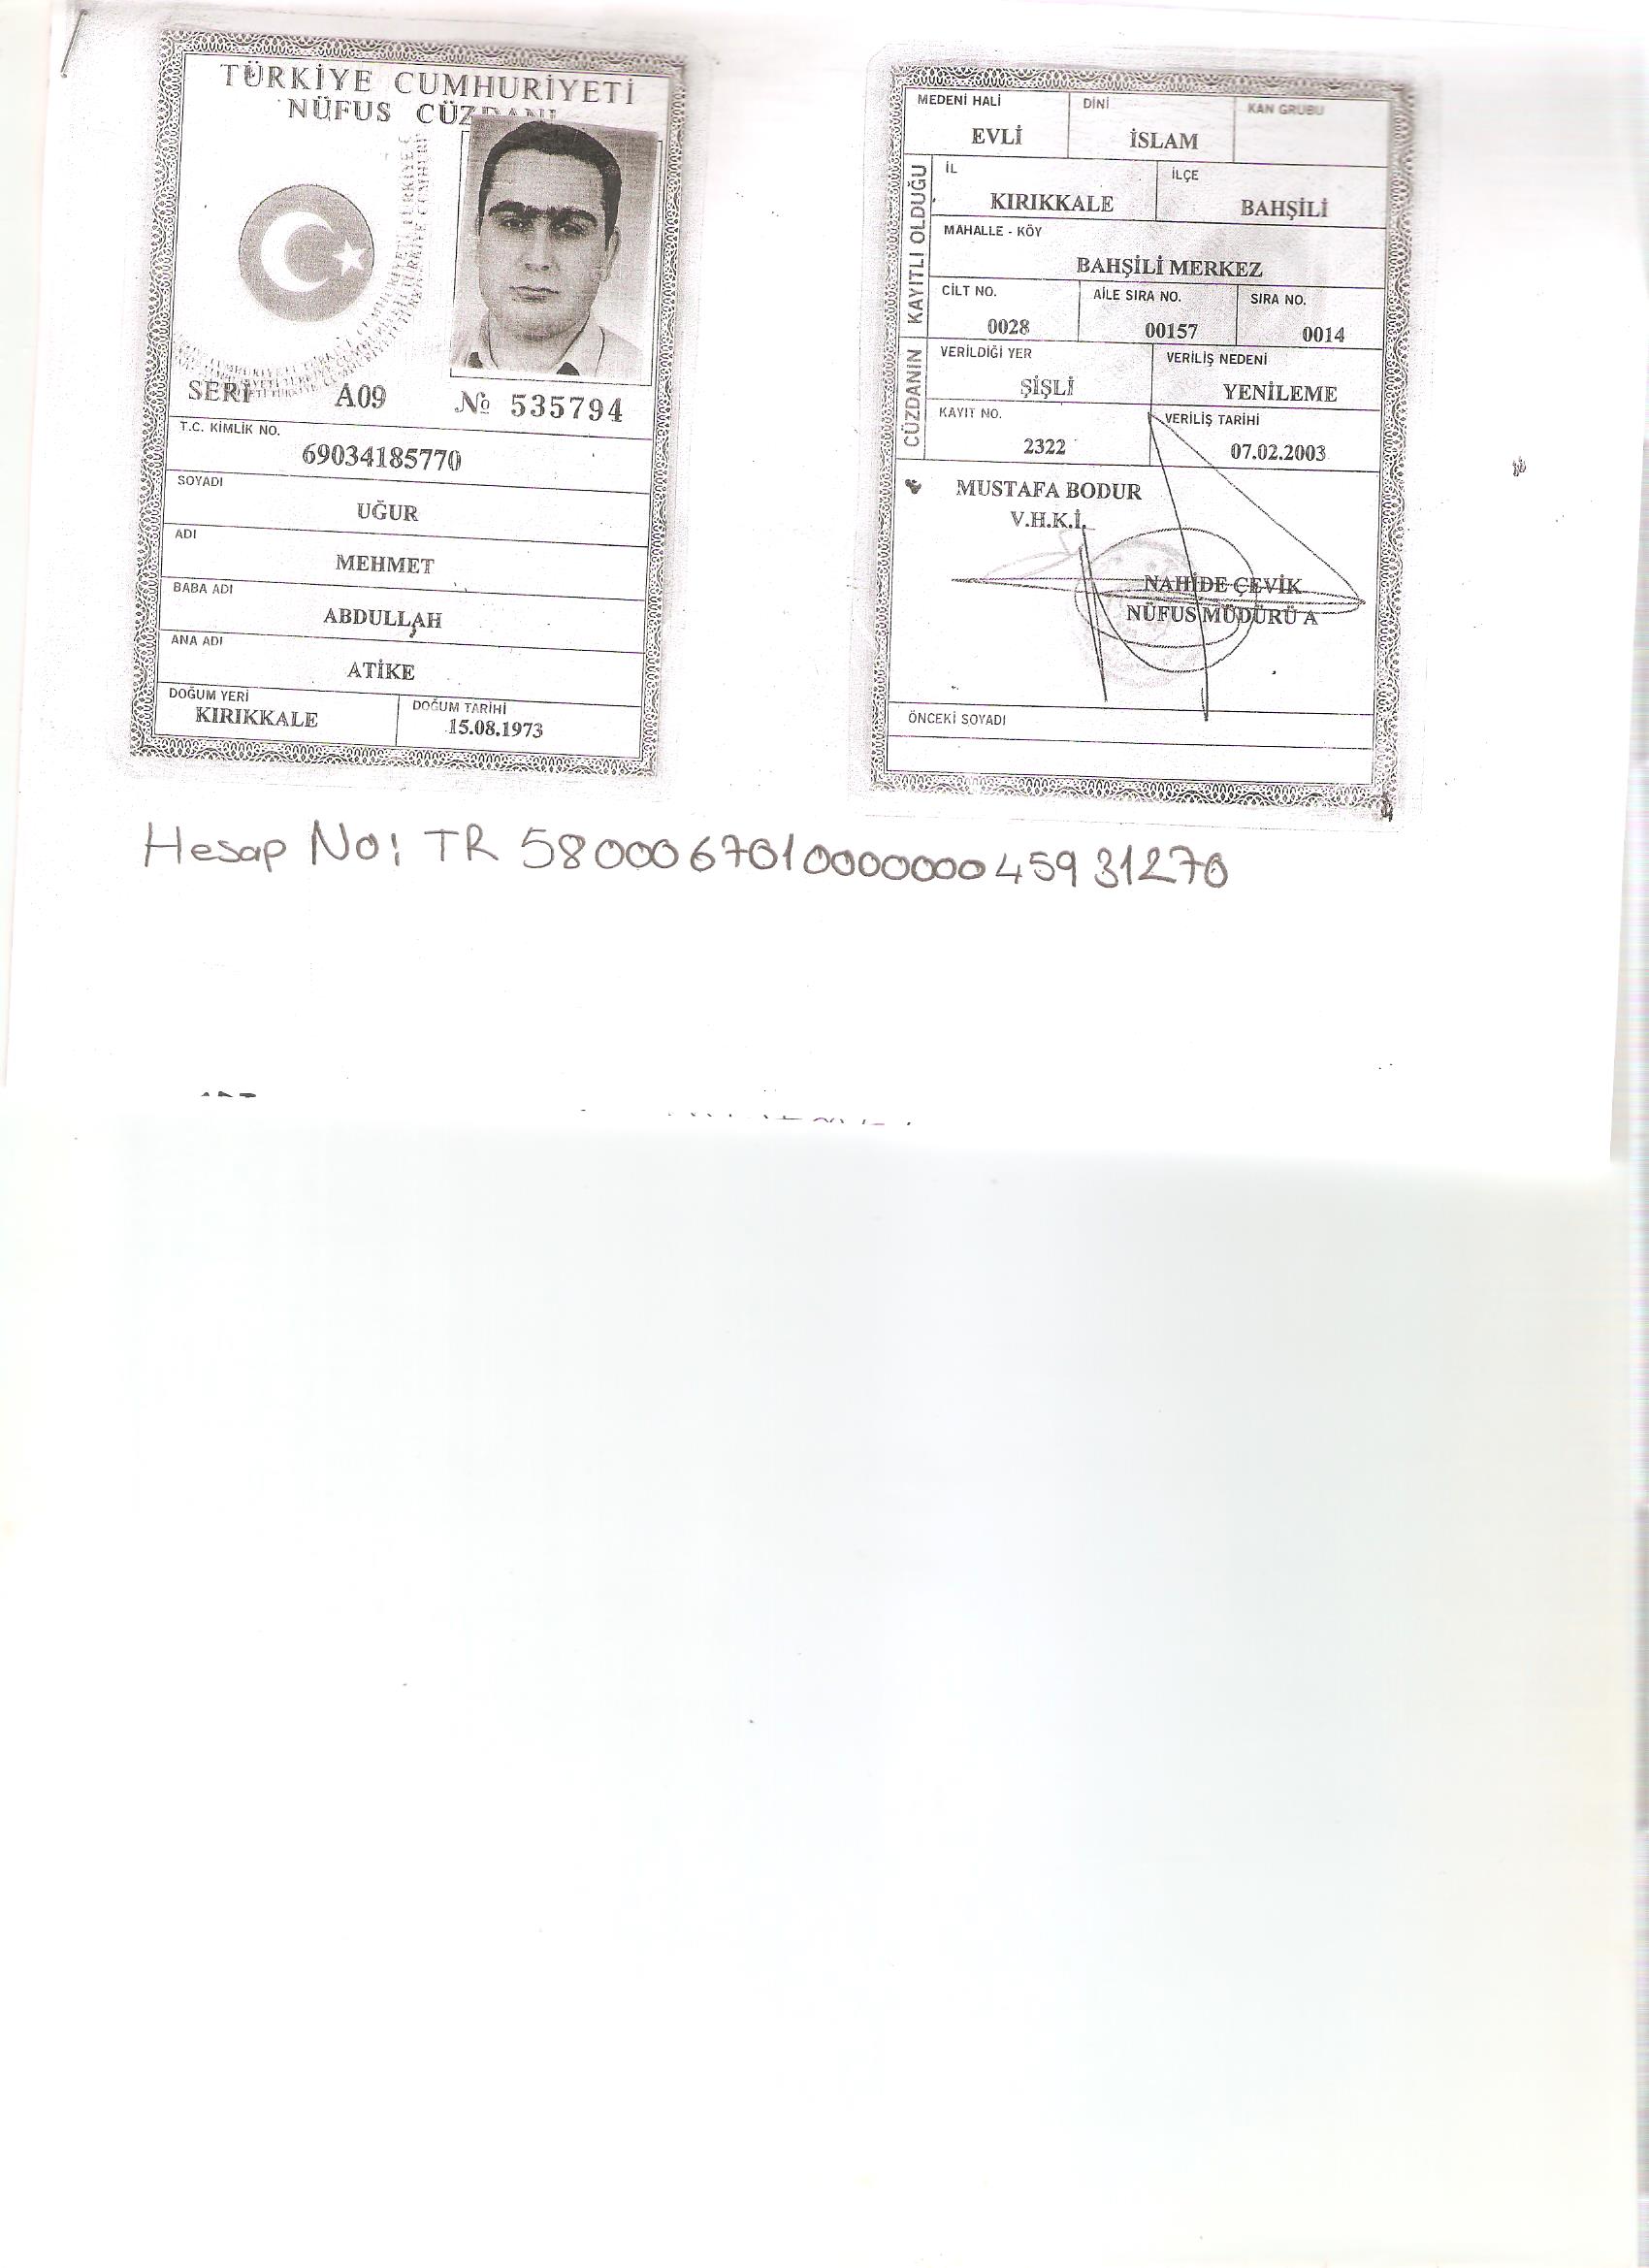 TÜRKİYE CUMHURİYETİ
NÜFUS CÜZDANI
SERİ A09 № 535794
T.C. KİMLİK NO.
69034185770
SOYADI
UĞUR
ADI
MEHMET
BABA ADI
ABDULLAH
ANA ADI
ATİKE
DOĞUM YERİ
KIRIKKALE
DOĞUM TARİHİ
15.08.1973
MEDENİ HALİ
EVLİ
DİNİ
İSLAM
KAN GRUBU
CÜZDANIN KAYITLI OLDUĞU
İL
KIRIKKALE
İLÇE
BAHŞİLİ
MAHALLE - KÖY
BAHŞİLİ MERKEZ
CİLT NO.
0028
AİLE SIRA NO.
00157
SIRA NO.
0014
VERİLDİĞİ YER
ŞİŞLİ
VERİLİŞ NEDENİ
YENİLEME
KAYIT NO.
2322
VERİLİŞ TARİHİ
07.02.2003
MUSTAFA BODUR
V.H.K.İ.
NAHİDE ÇEVİK
NÜFUS MÜDÜRÜ A
ÖNCEKİ SOYADI
Hesap No: TR 580006701000000045931270